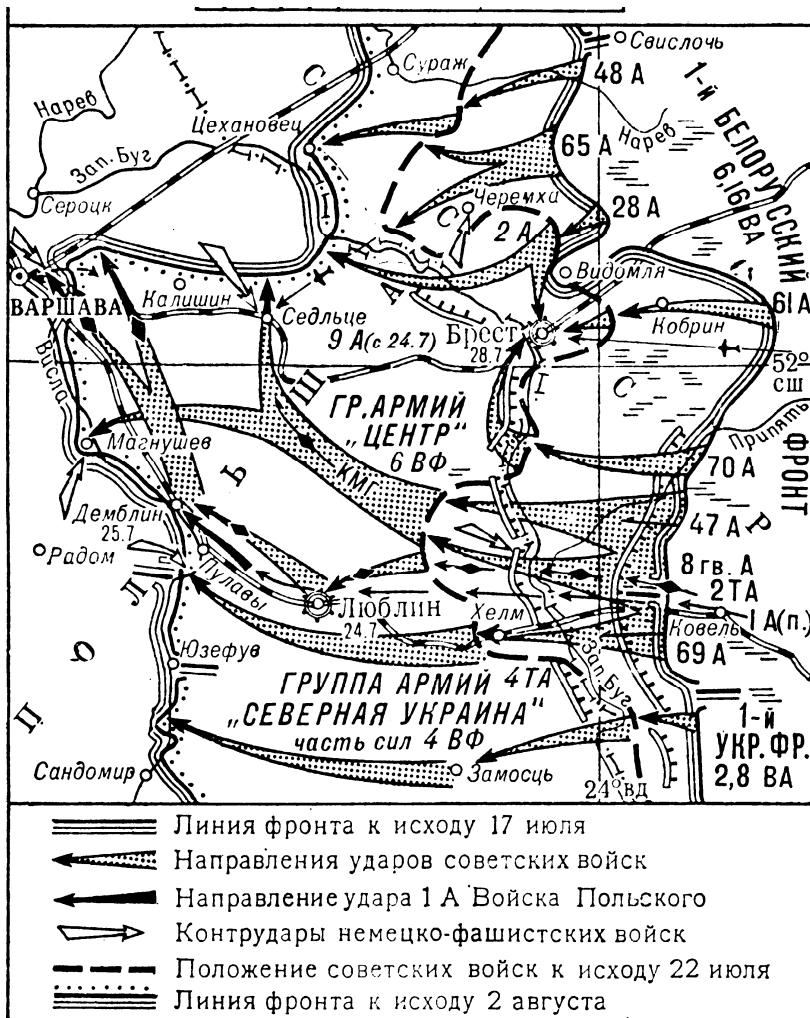 Свислочь
Сураж
48 А
1-й БЕЛОРУССКИЙ ФРОНТ
6,16 ВА
Нарев
Цехановец
Нарев
65 А
Зап. Буг
Сероцк
Черемха
28 А
2 А
Видомля
ВАРШАВА
Калишин
61 А
Седльце
Кобрин
9 А (с 24.7)
Брест
28.7
52°
сш
Висла
ГР. АРМИЙ
„ЦЕНТР“
6 ВФ
Припять
Магнушев
КМГ
70 А
Демблин
25.7
47 А
Радом
8 гв. А
Пулавы
2 ТА
Люблин
24.7
Хелм
1 А (п.)
Ковель
69 А
Юзефув
Зап. Буг
ГРУППА АРМИЙ
4 ТА
„СЕВЕРНАЯ УКРАИНА“
часть сил 4 ВФ
1-й
УКР. ФР.
2,8 ВА
Сандомир
Замосць
24° вд
ПОЛЬША
СССР
Линия фронта к исходу 17 июля
Направления ударов советских войск
Направление удара 1 А Войска Польского
Контрудары немецко-фашистских войск
Положение советских войск к исходу 22 июля
Линия фронта к исходу 2 августа